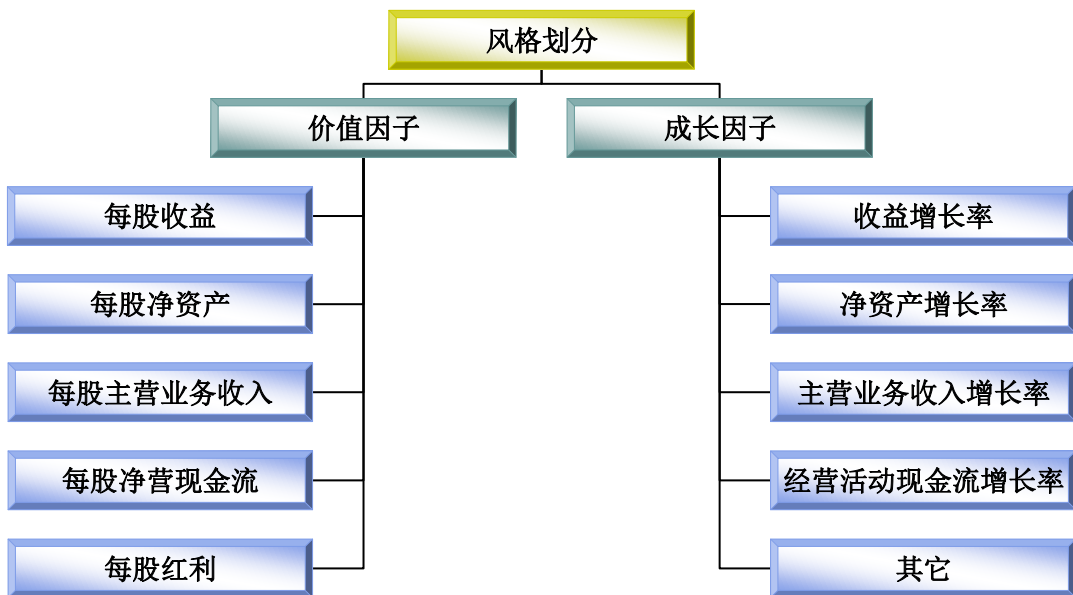 风格划分
价值因子
成长因子
每股收益
收益增长率
每股净资产
净资产增长率
每股主营业务收入
主营业务收入增长率
每股净营现金流
经营活动现金流增长率
每股红利
其它